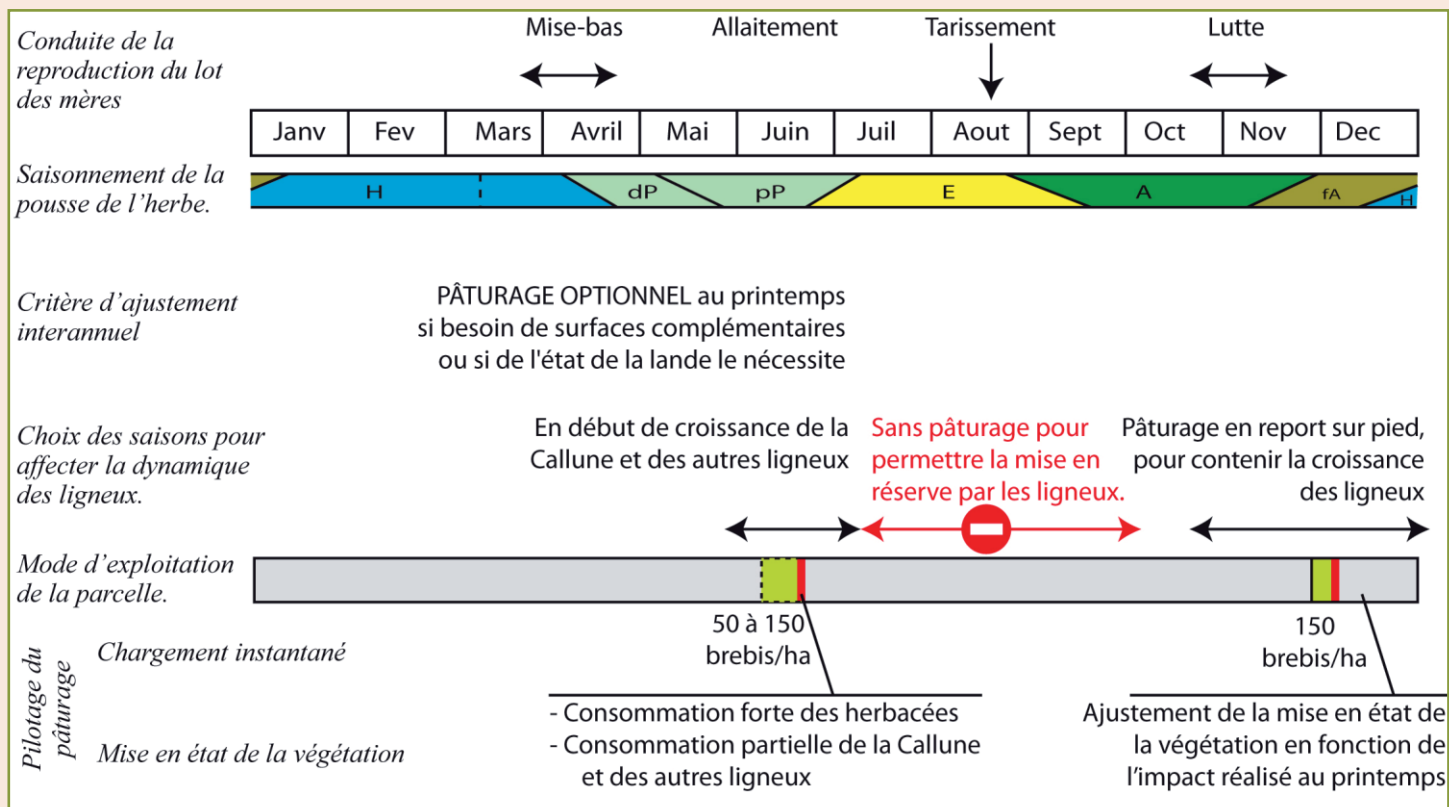 Conduite de la
reproduction du lot
des mères
Mise-bas
Allaitement
Tarissement
Lutte
Janv Fev Mars Avril Mai Juin Juil Aout Sept Oct Nov Dec
Saisonnement de la
pousse de l'herbe.
H dP pP E A fA H
Critère d'ajustement
interannuel
PÂTURAGE OPTIONNEL au printemps
si besoin de surfaces complémentaires
ou si de l'état de la lande le nécessite
Choix des saisons pour
affecter la dynamique
des ligneux.
En début de croissance de la
Callune et des autres ligneux
Sans pâturage pour
permettre la mise en
réserve par les ligneux.
Pâturage en report sur pied,
pour contenir la croissance
des ligneux
Mode d'exploitation
de la parcelle.
Pilotage du
pâturage
Chargement instantané
50 à 150
brebis/ha
150
brebis/ha
Mise en état de la végétation
- Consommation forte des herbacées
- Consommation partielle de la Callune
et des autres ligneux
Ajustement de la mise en état de
la végétation en fonction de
l'impact réalisé au printemps